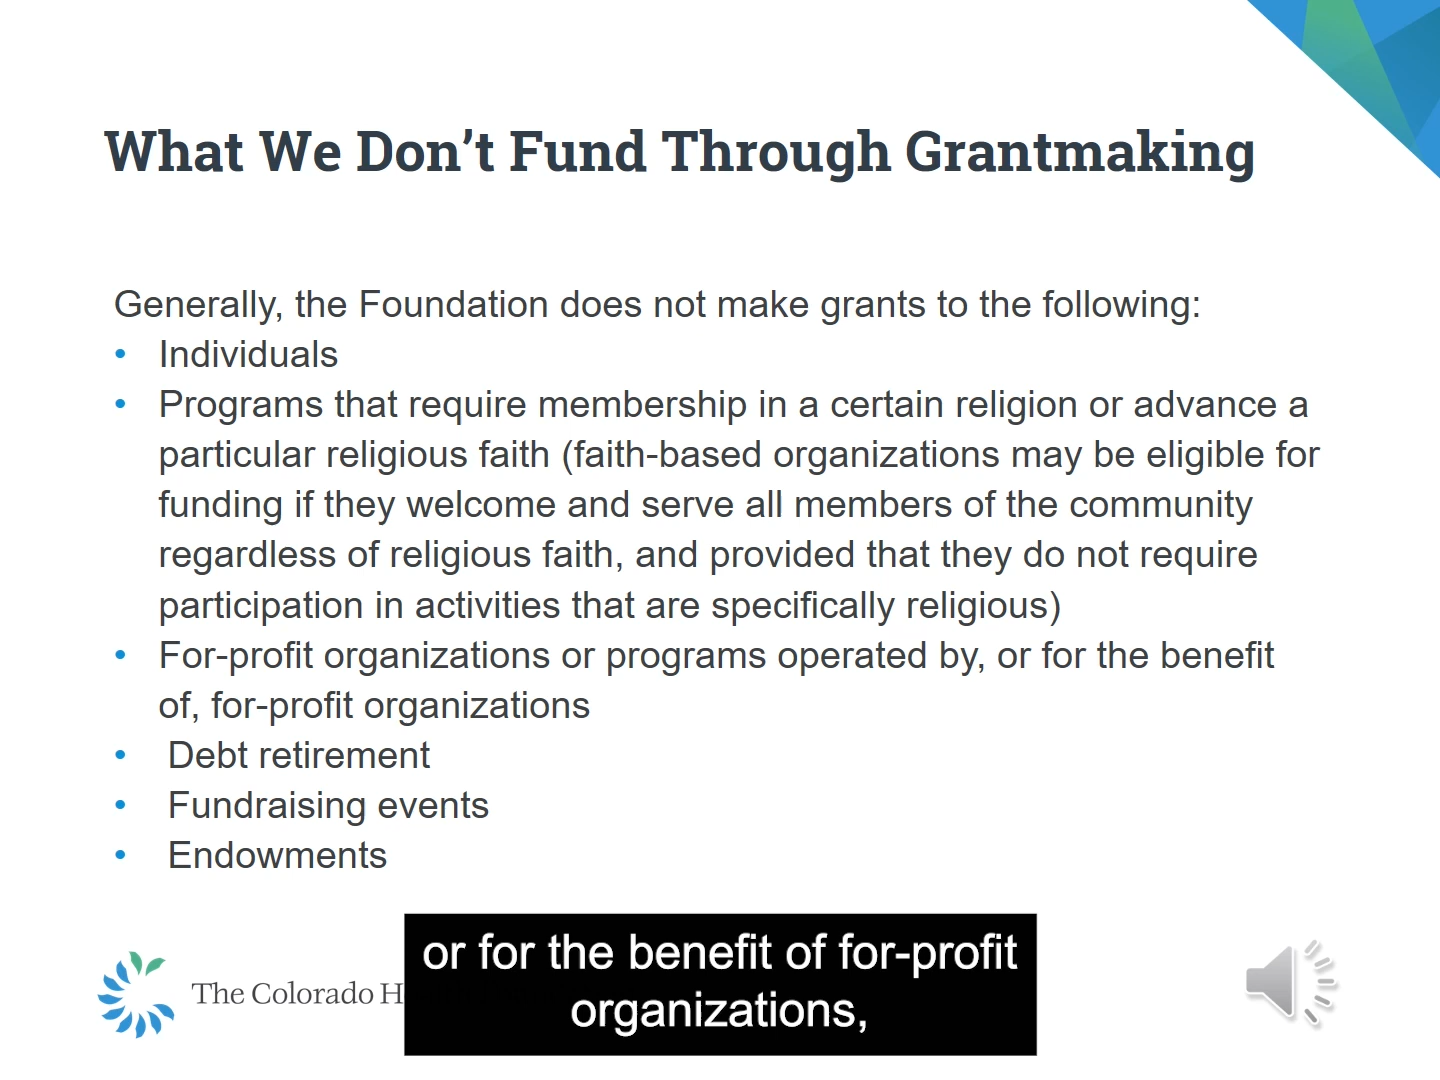 What We Don’t Fund Through Grantmaking
Generally, the Foundation does not make grants to the following:
• Individuals
• Programs that require membership in a certain religion or advance a
particular religious faith (faith-based organizations may be eligible for
funding if they welcome and serve all members of the community
regardless of religious faith, and provided that they do not require
participation in activities that are specifically religious)
• For-profit organizations or programs operated by, or for the benefit
of, for-profit organizations
• Debt retirement
• Fundraising events
• Endowments
The Colorado
or for the benefit of for-profit
organizations,